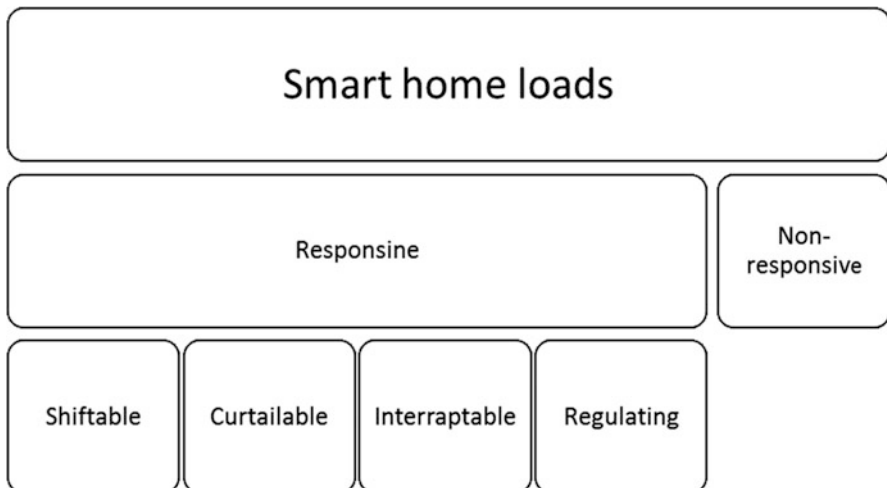 Smart home loads
Responsine
Non-
responsive
Shiftable
Curtailable
Interraptable
Regulating